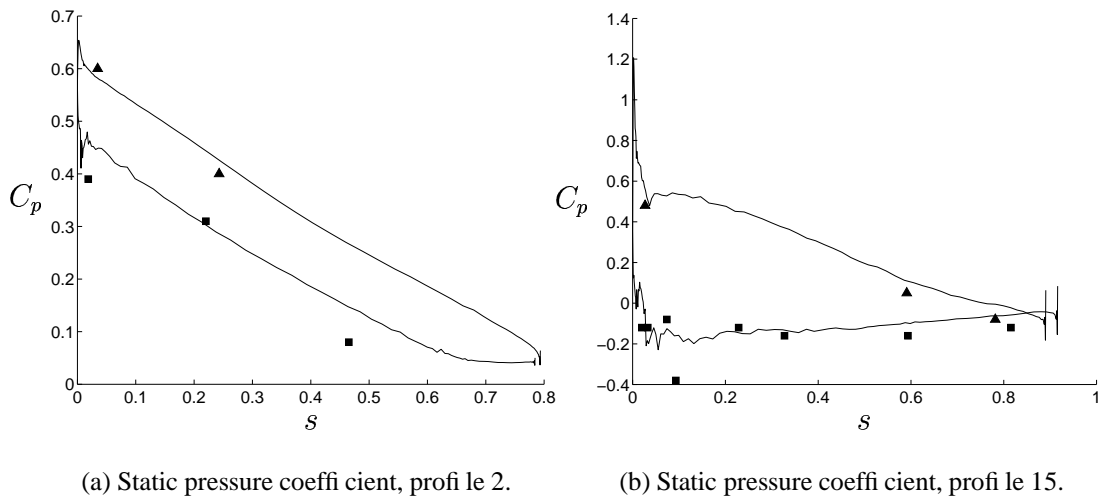 0.7
0.6
0.5
0.4
0.3
0.2
0.1
0
C_p
0 0.1 0.2 0.3 0.4 0.5 0.6 0.7 0.8
s
(a) Static pressure coeffi cient, profi le 2.
1.4
1.2
1
0.8
0.6
0.4
0.2
0
−0.2
−0.4
C_p
0 0.2 0.4 0.6 0.8 1
s
(b) Static pressure coeffi cient, profi le 15.